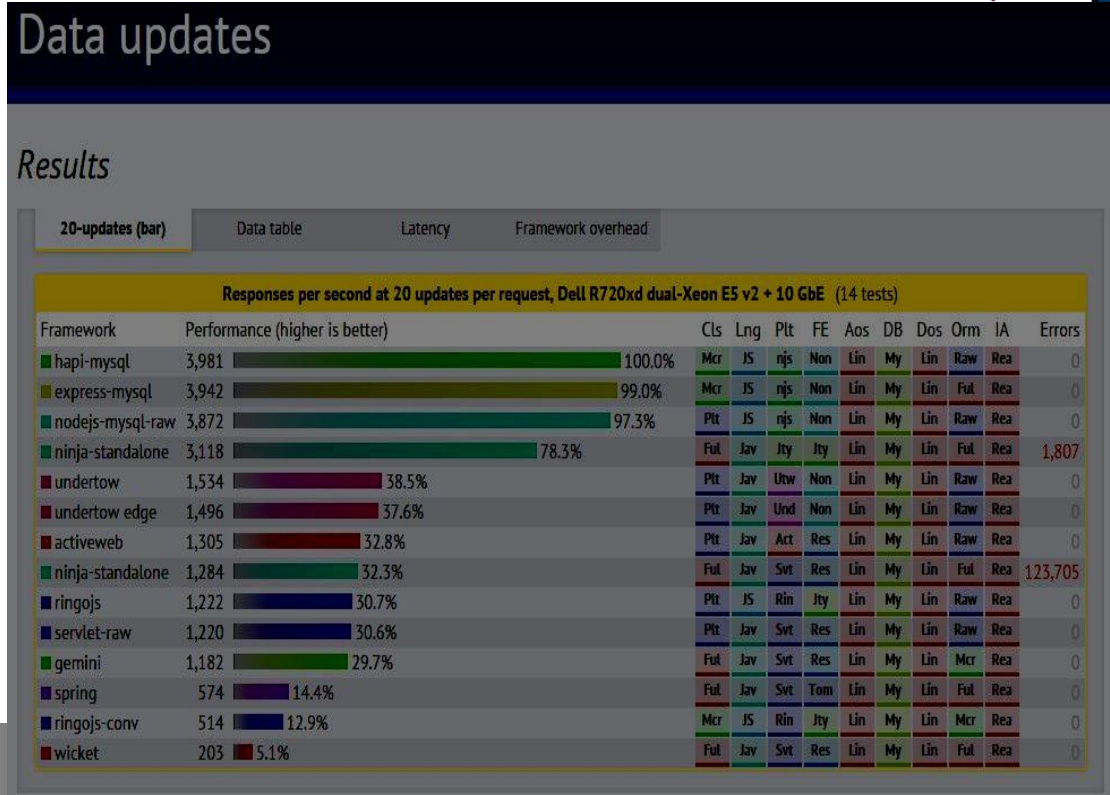 Data updates
Results
20-updates (bar) Data table Latency Framework overhead
Responses per second at 20 updates per request, Dell R720xd dual-Xeon E5 v2 + 10 GbE (14 tests)
Framework Performance (higher is better) Cls Lng Plt FE Aos DB Dos Orm IA Errors
hapi-mysql 3,981 100.0% Mcr JS njs Non Lin My Lin Raw Rea 0
express-mysql 3,942 99.0% Mcr JS njs Non Lin My Lin Ful Rea 0
nodejs-mysql-raw 3,872 97.3% Plt JS njs Non Lin My Lin Raw Rea 0
ninja-standalone 3,118 78.3% Ful Jav Jty Jty Lin My Lin Ful Rea 1,807
undertow 1,534 38.5% Plt Jav Utw Non Lin My Lin Raw Rea 0
undertow edge 1,496 37.6% Plt Jav Und Non Lin My Lin Raw Rea 0
activeweb 1,305 32.8% Plt Jav Act Res Lin My Lin Raw Rea 0
ninja-standalone 1,284 32.3% Ful Jav Svt Res Lin My Lin Ful Rea 123,705
ringojs 1,222 30.7% Plt JS Rin Jty Lin My Lin Raw Rea 0
servlet-raw 1,220 30.6% Plt Jav Svt Res Lin My Lin Raw Rea 0
gemini 1,182 29.7% Ful Jav Svt Res Lin My Lin Mcr Rea 0
spring 574 14.4% Ful Jav Svt Tom Lin My Lin Ful Rea 0
ringojs-conv 514 12.9% Mcr JS Rin Jty Lin My Lin Mcr Rea 0
wicket 203 5.1% Ful Jav Svt Res Lin My Lin Ful Rea 0